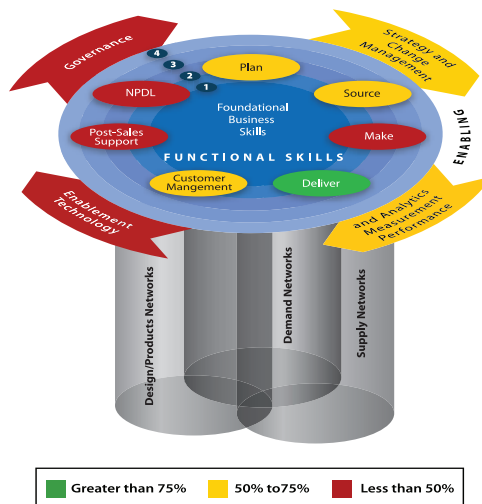 Governance
Strategy and
Change
Management
4
3
2
1
Plan
NPDL
Source
Foundational
Business
Skills
Post-Sales
Support
Make
ENABLING
FUNCTIONAL SKILLS
Customer
Mangement
Deliver
Enablement
Technology
and Analytics
Measurement
Performance
Design/Products Networks
Demand Networks
Supply Networks
Greater than 75%
50% to75%
Less than 50%